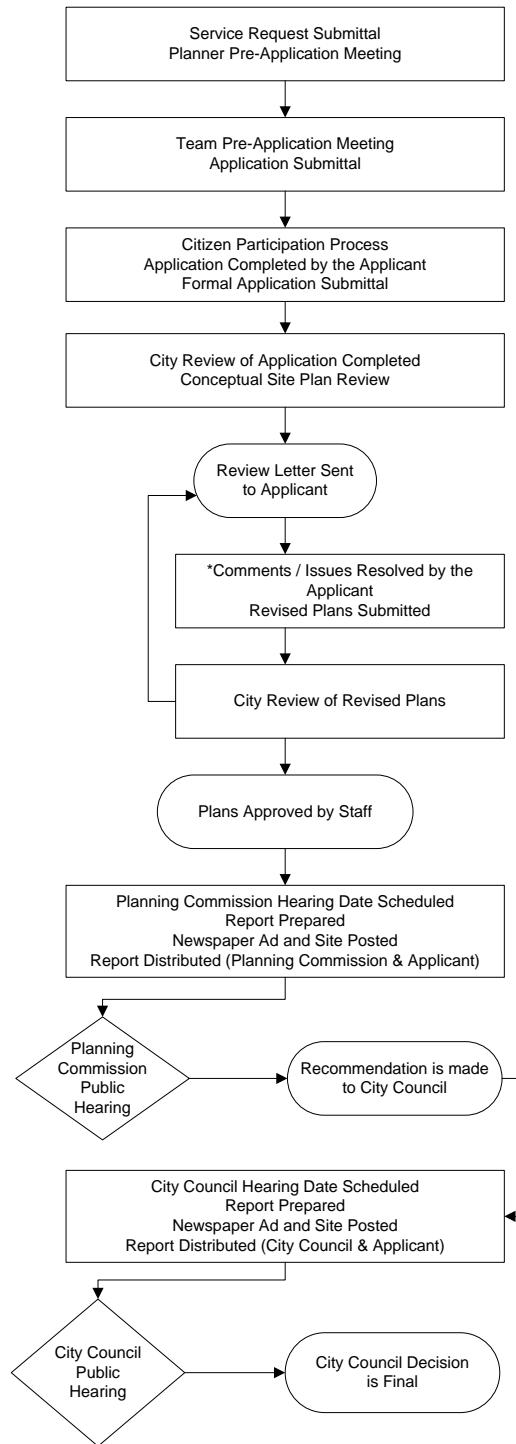 Service Request Submittal
Planner Pre-Application Meeting
Team Pre-Application Meeting
Application Submittal
Citizen Participation Process
Application Completed by the Applicant
Formal Application Submittal
City Review of Application Completed
Conceptual Site Plan Review
Review Letter Sent
to Applicant
*Comments / Issues Resolved by the
Applicant
Revised Plans Submitted
City Review of Revised Plans
Plans Approved by Staff
Planning Commission Hearing Date Scheduled
Report Prepared
Newspaper Ad and Site Posted
Report Distributed (Planning Commission & Applicant)
Planning
Commission
Public
Hearing
Recommendation is made
to City Council
City Council Hearing Date Scheduled
Report Prepared
Newspaper Ad and Site Posted
Report Distributed (City Council & Applicant)
City Council
Public
Hearing
City Council Decision
is Final